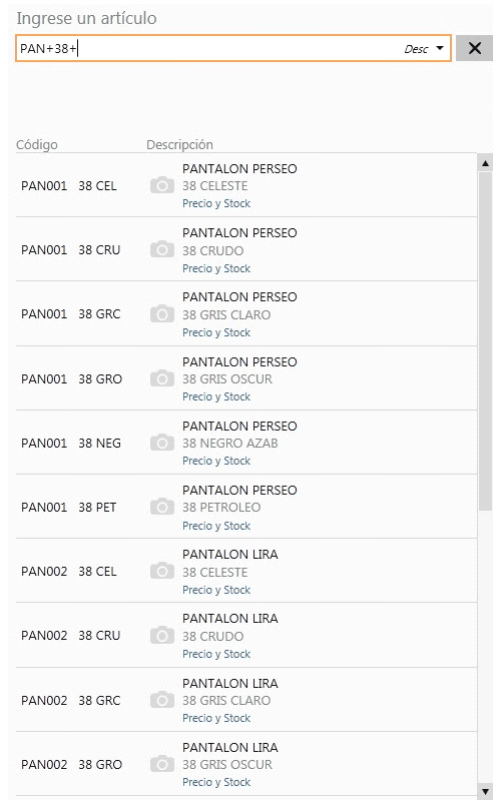 Ingrese un artículo
PAN+38+ Desc
Código Descripción
PANTALON PERSEO
PAN001 38 CEL 38 CELESTE
Precio y Stock
PANTALON PERSEO
PAN001 38 CRU 38 CRUDO
Precio y Stock
PANTALON PERSEO
PAN001 38 GRC 38 GRIS CLARO
Precio y Stock
PANTALON PERSEO
PAN001 38 GRO 38 GRIS OSCUR
Precio y Stock
PANTALON PERSEO
PAN001 38 NEG 38 NEGRO AZAB
Precio y Stock
PANTALON PERSEO
PAN001 38 PET 38 PETROLEO
Precio y Stock
PANTALON LIRA
PAN002 38 CEL 38 CELESTE
Precio y Stock
PANTALON LIRA
PAN002 38 CRU 38 CRUDO
Precio y Stock
PANTALON LIRA
PAN002 38 GRC 38 GRIS CLARO
Precio y Stock
PANTALON LIRA
PAN002 38 GRO 38 GRIS OSCUR
Precio y Stock